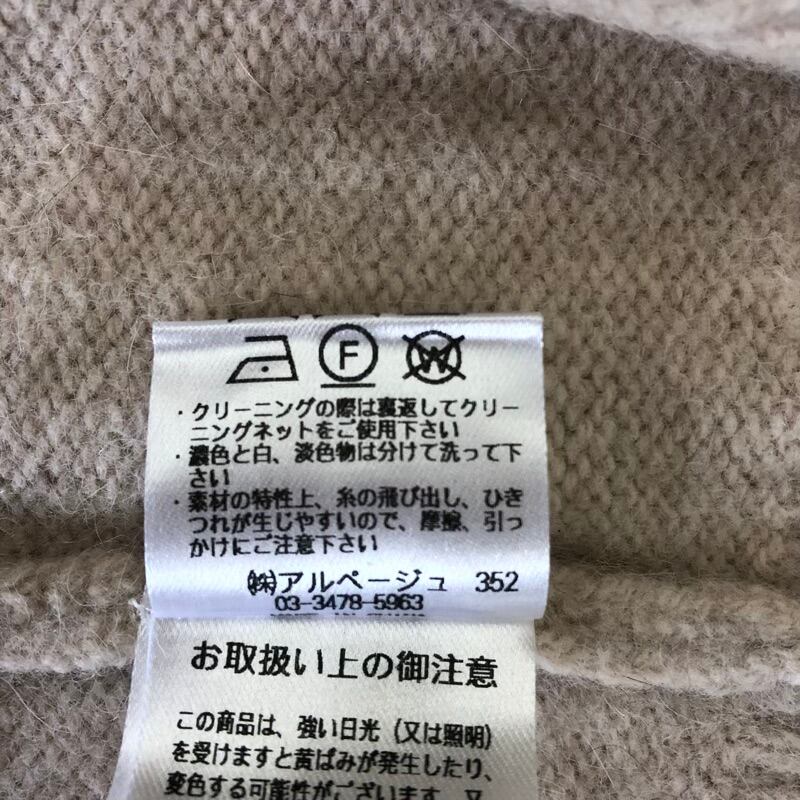 F W
・クリーニングの際は裏返してクリー
ニングネットをご使用下さい
・濃色と白、淡色物は分けて洗って下
さい
・素材の特性上、糸の飛び出し、ひき
つれが生じやすいので、摩擦、引っ
かけにご注意下さい
㈱アルページュ 352
03-3478-5963
お取扱い上の御注意
この商品は、強い日光(又は照明)
を受けますと黄ばみが発生したり、
変色する可能性がございます。又